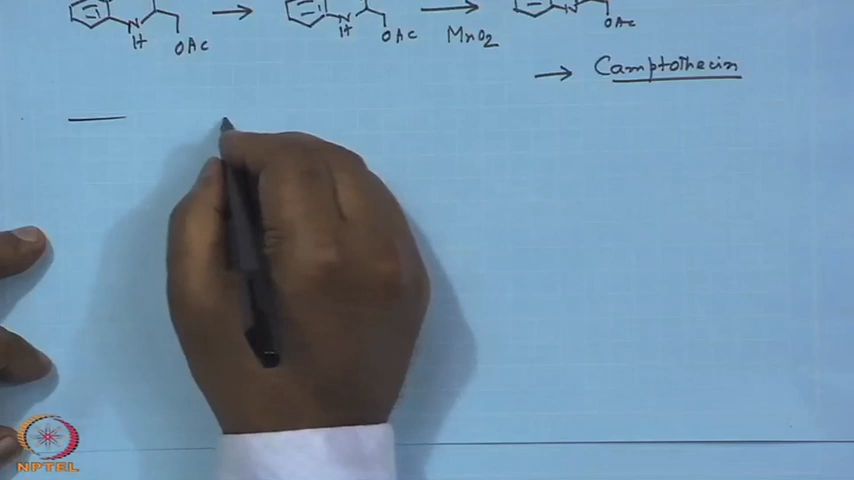 N H OAc → N H OAc → MnO2 N OAc
→ Camptothecin
NPTEL